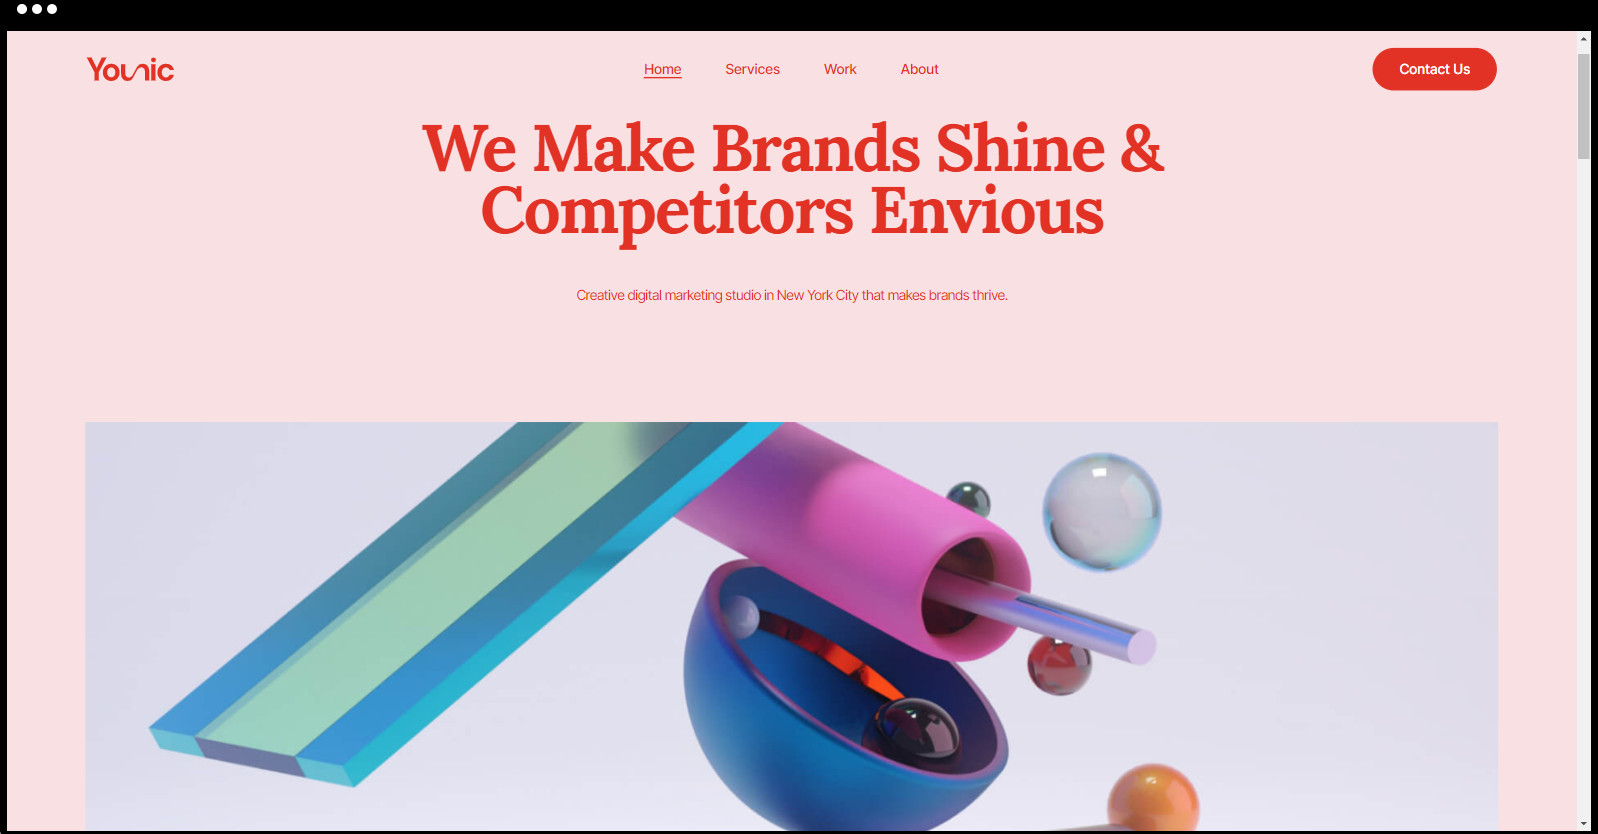 Younic
Home
Services
Work
About
Contact Us
We Make Brands Shine &
Competitors Envious
Creative digital marketing studio in New York City that makes brands thrive.